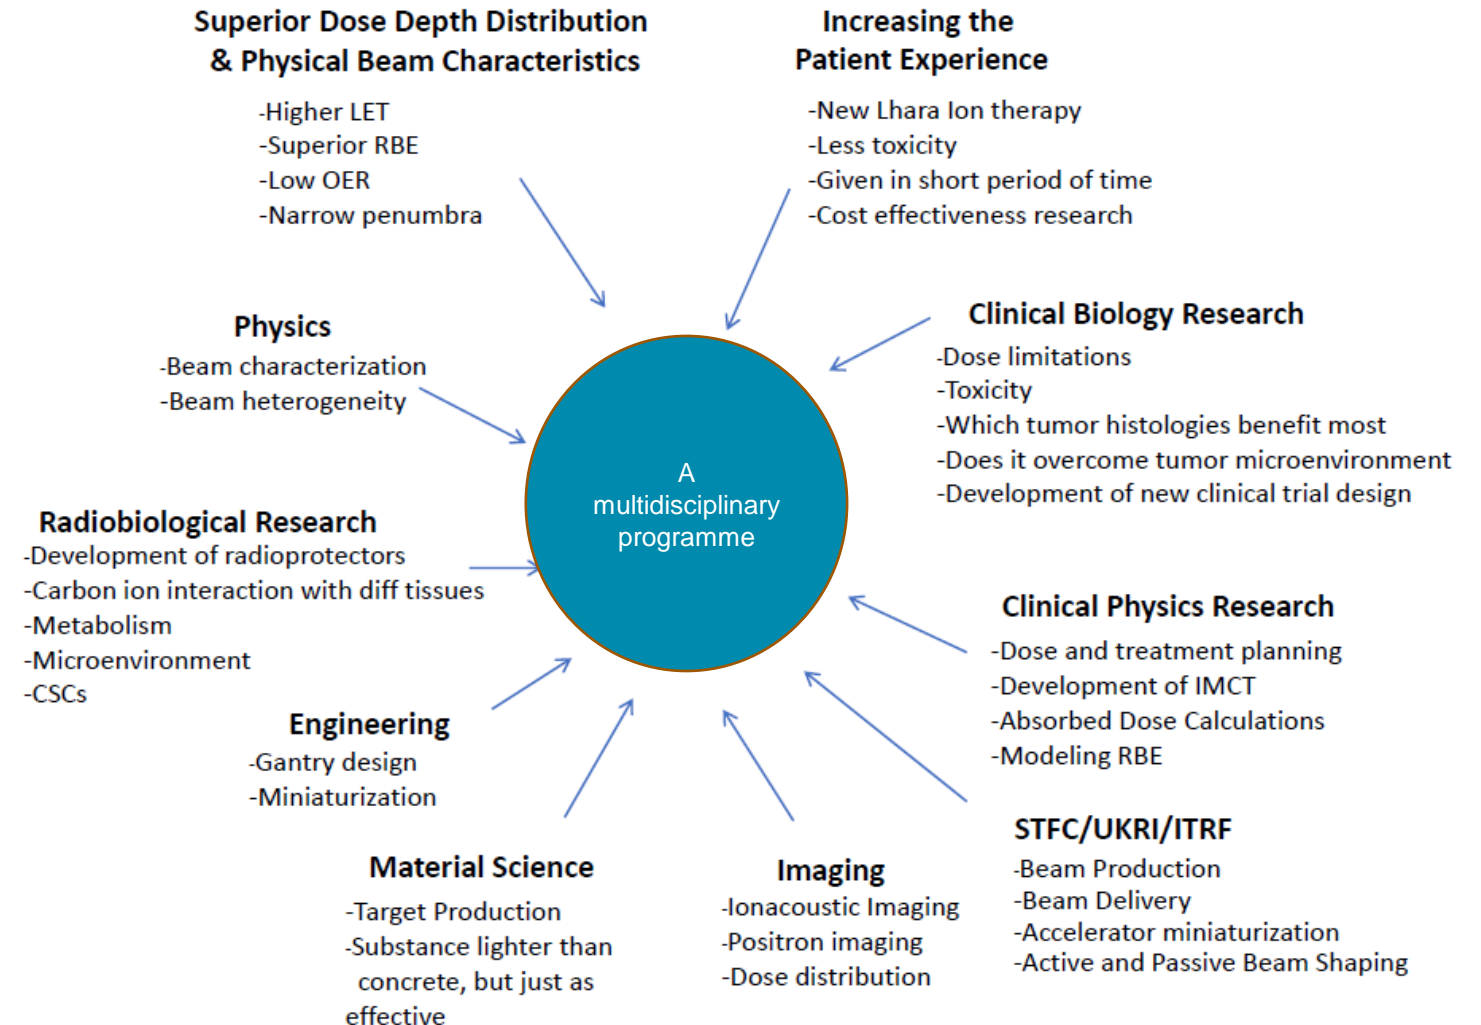 Superior Dose Depth Distribution
& Physical Beam Characteristics
-Higher LET
-Superior RBE
-Low OER
-Narrow penumbra
Increasing the
Patient Experience
-New Lhara Ion therapy
-Less toxicity
-Given in short period of time
-Cost effectiveness research
Physics
-Beam characterization
-Beam heterogeneity
Clinical Biology Research
-Dose limitations
-Toxicity
-Which tumor histologies benefit most
-Does it overcome tumor microenvironment
-Development of new clinical trial design
A
multidisciplinary
programme
Radiobiological Research
-Development of radioprotectors
-Carbon ion interaction with diff tissues
-Metabolism
-Microenvironment
-CSCs
Clinical Physics Research
-Dose and treatment planning
-Development of IMCT
-Absorbed Dose Calculations
-Modeling RBE
Engineering
-Gantry design
-Miniaturization
Material Science
-Target Production
-Substance lighter than
concrete, but just as
effective
Imaging
-Ionacoustic Imaging
-Positron imaging
-Dose distribution
STFC/UKRI/ITRF
-Beam Production
-Beam Delivery
-Accelerator miniaturization
-Active and Passive Beam Shaping